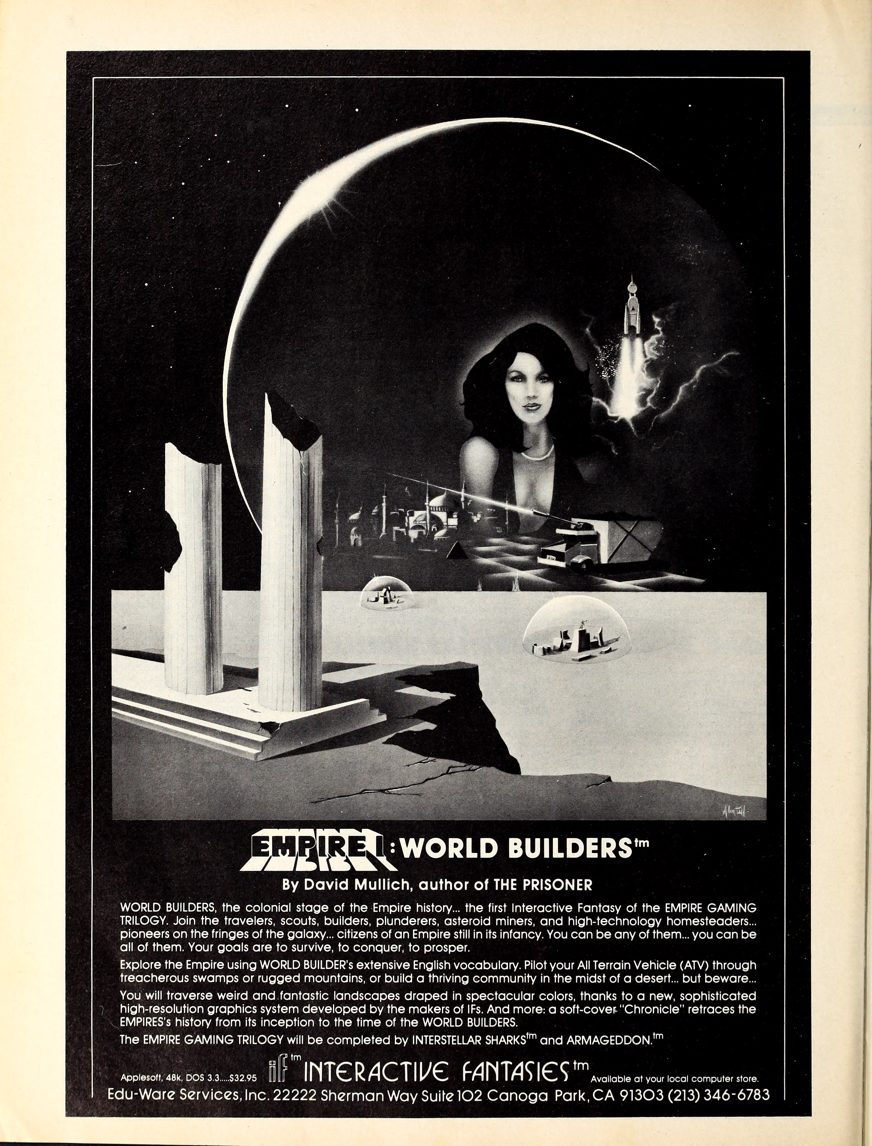 EMPIRE I: WORLD BUILDERS™
By David Mullich, author of THE PRISONER
WORLD BUILDERS, the colonial stage of the Empire history... the first Interactive Fantasy of the EMPIRE GAMING
TRILOGY. Join the travelers, scouts, builders, plunderers, asteroid miners, and high-technology homesteaders...
pioneers on the fringes of the galaxy... citizens of an Empire still in its infancy. You can be any of them... you can be
all of them. Your goals are to survive, to conquer, to prosper.
Explore the Empire using WORLD BUILDER's extensive English vocabulary. Pilot your All Terrain Vehicle (ATV) through
treacherous swamps or rugged mountains, or build a thriving community in the midst of a desert... but beware...
You will traverse weird and fantastic landscapes draped in spectacular colors, thanks to a new, sophisticated
high-resolution graphics system developed by the makers of IFs. And more: a soft-cover "Chronicle" retraces the
EMPIRES's history from its inception to the time of the WORLD BUILDERS.
The EMPIRE GAMING TRILOGY will be completed by INTERSTELLAR SHARKS™ and ARMAGEDDON.™
Applesoft, 48k, DOS 3.3.....$32.95 if™ INTERACTIVE FANTASIES™ Available at your local computer store.
Edu-Ware Services, Inc. 22222 Sherman Way Suite 102 Canoga Park, CA 91303 (213) 346-6783